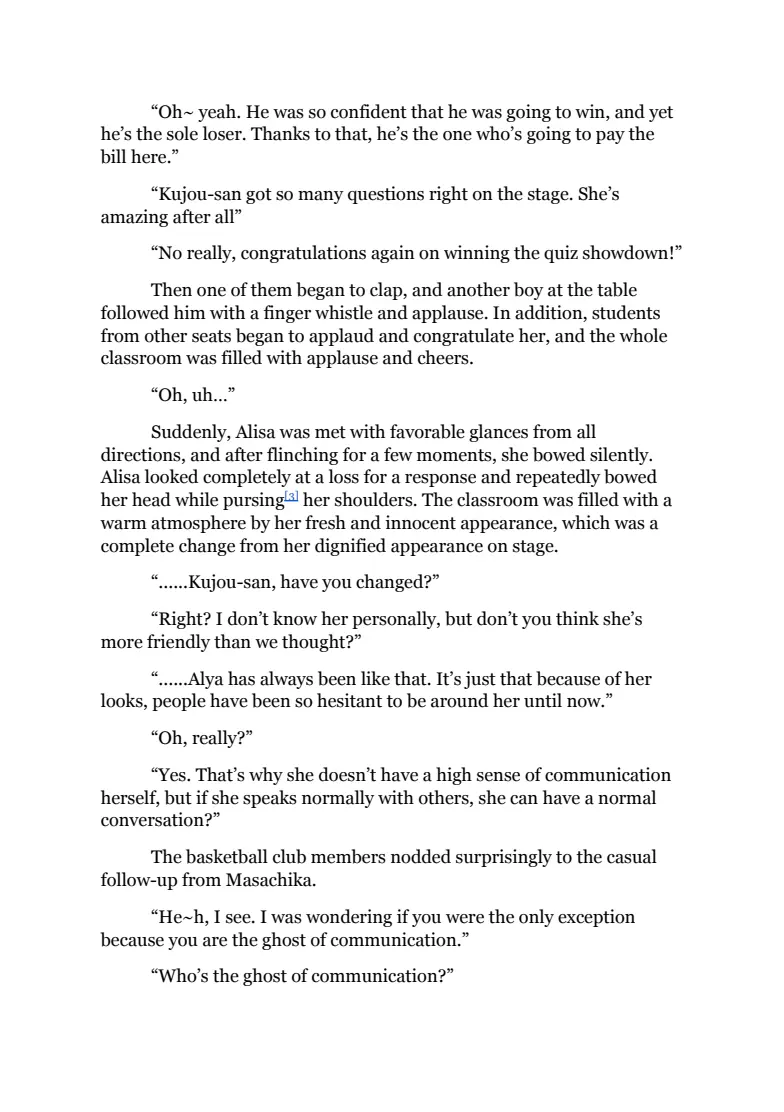 “Oh~ yeah. He was so confident that he was going to win, and yet
he’s the sole loser. Thanks to that, he’s the one who’s going to pay the
bill here.”
“Kujou-san got so many questions right on the stage. She’s
amazing after all”
“No really, congratulations again on winning the quiz showdown!”
Then one of them began to clap, and another boy at the table
followed him with a finger whistle and applause. In addition, students
from other seats began to applaud and congratulate her, and the whole
classroom was filled with applause and cheers.
“Oh, uh...”
Suddenly, Alisa was met with favorable glances from all
directions, and after flinching for a few moments, she bowed silently.
Alisa looked completely at a loss for a response and repeatedly bowed
her head while pursing[3] her shoulders. The classroom was filled with a
warm atmosphere by her fresh and innocent appearance, which was a
complete change from her dignified appearance on stage.
“......Kujou-san, have you changed?”
“Right? I don’t know her personally, but don’t you think she’s
more friendly than we thought?”
“......Alya has always been like that. It’s just that because of her
looks, people have been so hesitant to be around her until now.”
“Oh, really?”
“Yes. That’s why she doesn’t have a high sense of communication
herself, but if she speaks normally with others, she can have a normal
conversation?”
The basketball club members nodded surprisingly to the casual
follow-up from Masachika.
“He~h, I see. I was wondering if you were the only exception
because you are the ghost of communication.”
“Who’s the ghost of communication?”